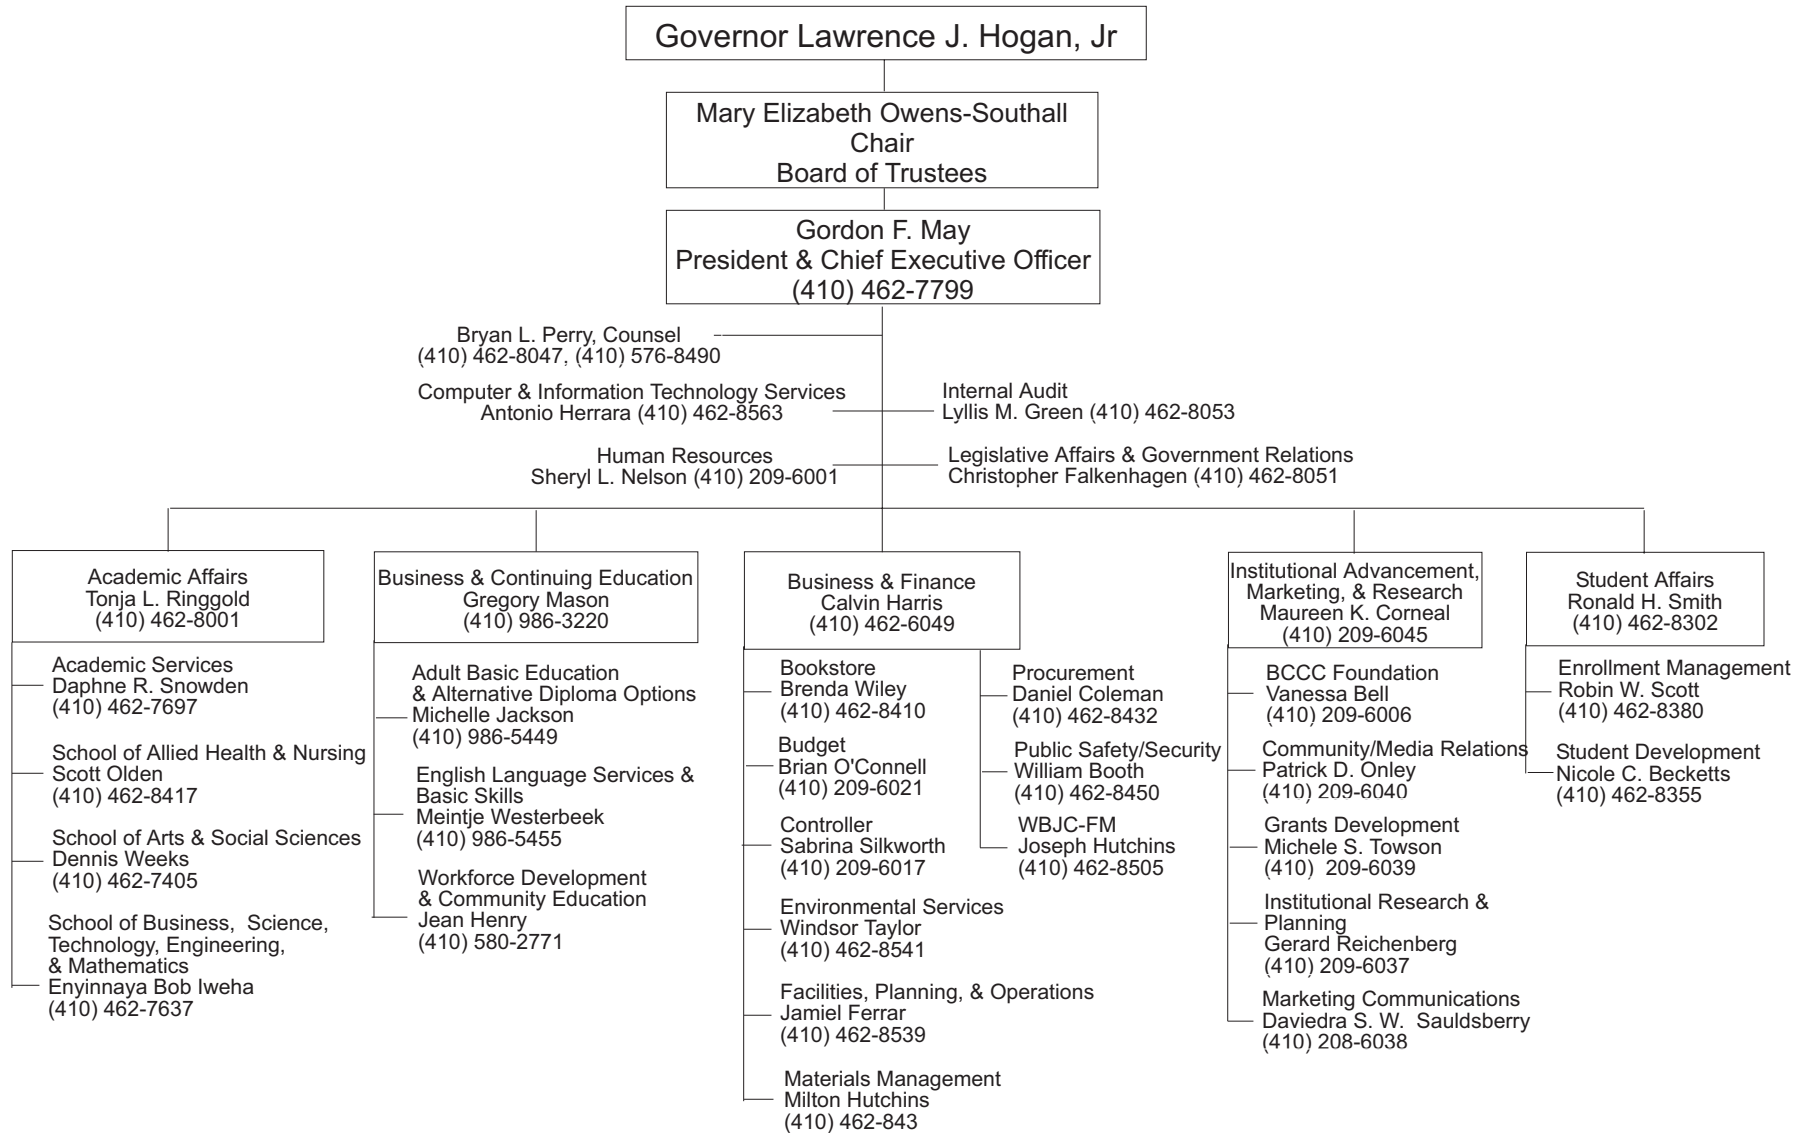 Governor Lawrence J. Hogan, Jr
Mary Elizabeth Owens-Southall
Chair
Board of Trustees
Gordon F. May
President & Chief Executive Officer
(410) 462-7799
Bryan L. Perry, Counsel
(410) 462-8047, (410) 576-8490
Computer & Information Technology Services
Antonio Herrara (410) 462-8563
Internal Audit
Lyllis M. Green (410) 462-8053
Human Resources
Sheryl L. Nelson (410) 209-6001
Legislative Affairs & Government Relations
Christopher Falkenhagen (410) 462-8051
Academic Affairs
Tonja L. Ringgold
(410) 462-8001
Academic Services
Daphne R. Snowden
(410) 462-7697
School of Allied Health & Nursing
Scott Olden
(410) 462-8417
School of Arts & Social Sciences
Dennis Weeks
(410) 462-7405
School of Business, Science,
Technology, Engineering,
& Mathematics
Enyinnaya Bob Iweha
(410) 462-7637
Business & Continuing Education
Gregory Mason
(410) 986-3220
Adult Basic Education
& Alternative Diploma Options
Michelle Jackson
(410) 986-5449
English Language Services &
Basic Skills
Meintje Westerbeek
(410) 986-5455
Workforce Development
& Community Education
Jean Henry
(410) 580-2771
Business & Finance
Calvin Harris
(410) 462-6049
Bookstore
Brenda Wiley
(410) 462-8410
Budget
Brian O'Connell
(410) 209-6021
Controller
Sabrina Silkworth
(410) 209-6017
Environmental Services
Windsor Taylor
(410) 462-8541
Facilities, Planning, & Operations
Jamiel Ferrar
(410) 462-8539
Materials Management
Milton Hutchins
(410) 462-843
Procurement
Daniel Coleman
(410) 462-8432
Public Safety/Security
William Booth
(410) 462-8450
WBJC-FM
Joseph Hutchins
(410) 462-8505
Institutional Advancement,
Marketing, & Research
Maureen K. Corneal
(410) 209-6045
BCCC Foundation
Vanessa Bell
(410) 209-6006
Community/Media Relations
Patrick D. Onley
(410) 209-6040
Grants Development
Michele S. Towson
(410) 209-6039
Institutional Research &
Planning
Gerard Reichenberg
(410) 209-6037
Marketing Communications
Daviedra S. W. Sauldsberry
(410) 208-6038
Student Affairs
Ronald H. Smith
(410) 462-8302
Enrollment Management
Robin W. Scott
(410) 462-8380
Student Development
Nicole C. Becketts
(410) 462-8355